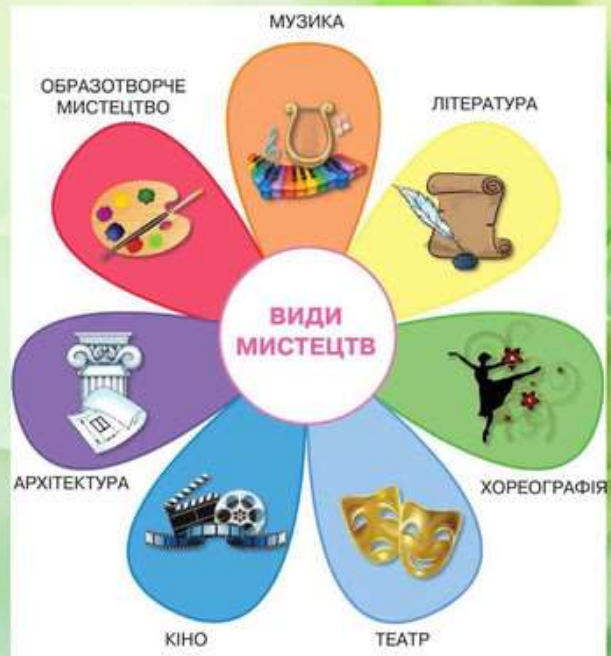 МУЗИКА
ОБРАЗОТВОРЧЕ
МИСТЕЦТВО
ЛІТЕРАТУРА
ВИДИ
МИСТЕЦТВ
АРХІТЕКТУРА
ХОРЕОГРАФІЯ
КІНО
ТЕАТР